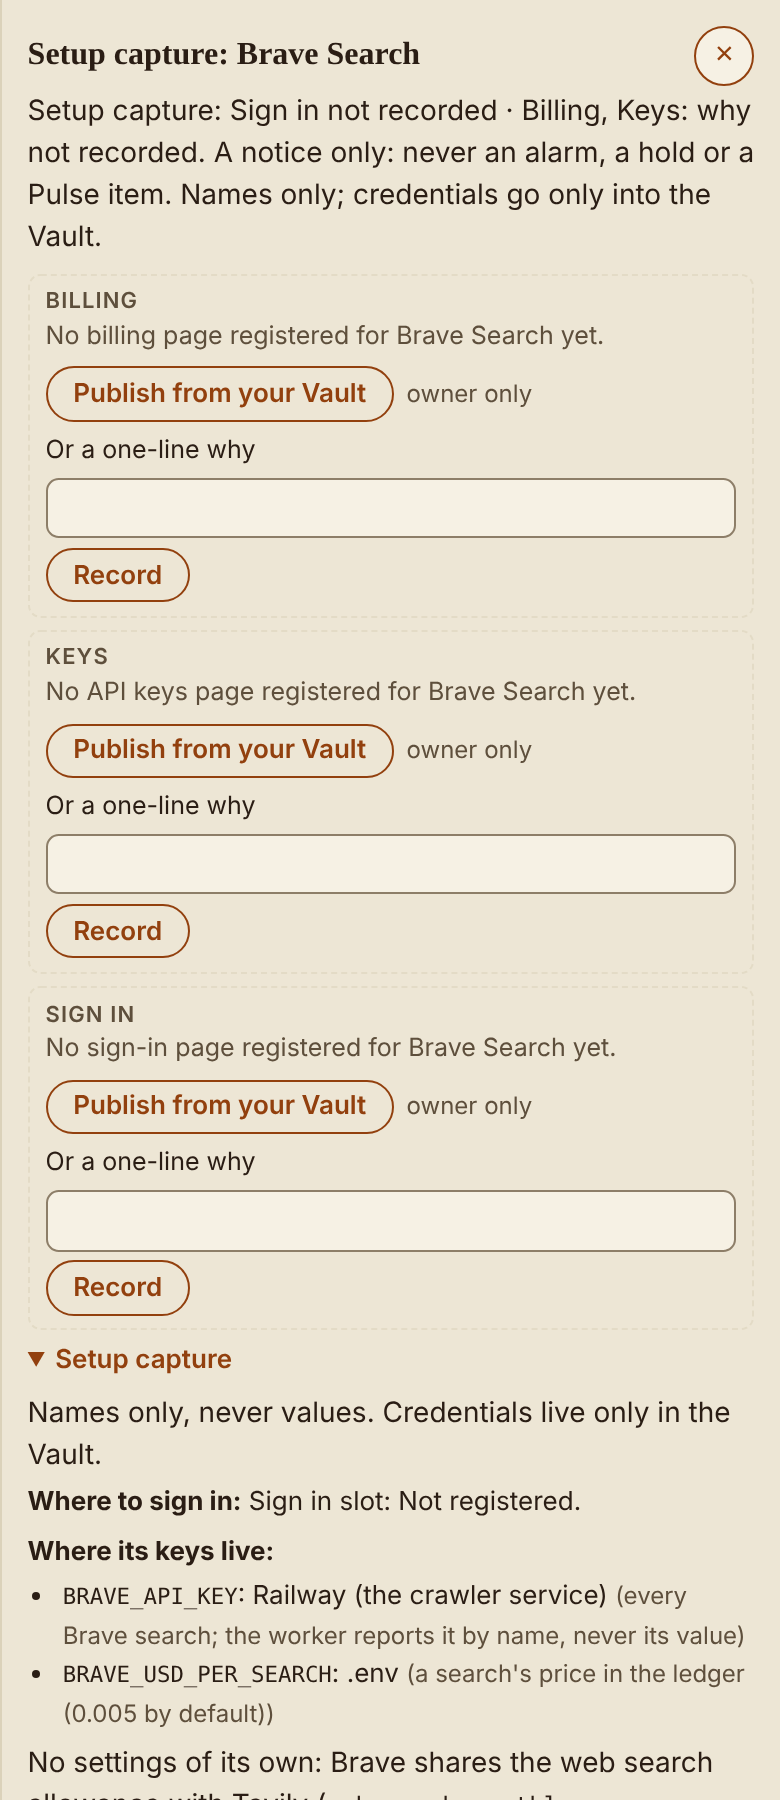 Setup capture: Brave Search
×
Setup capture: Sign in not recorded · Billing, Keys: why
not recorded. A notice only: never an alarm, a hold or a
Pulse item. Names only; credentials go only into the
Vault.
BILLING
No billing page registered for Brave Search yet.
Publish from your Vault owner only
Or a one-line why
Record
KEYS
No API keys page registered for Brave Search yet.
Publish from your Vault owner only
Or a one-line why
Record
SIGN IN
No sign-in page registered for Brave Search yet.
Publish from your Vault owner only
Or a one-line why
Record
▼ Setup capture
Names only, never values. Credentials live only in the
Vault.
Where to sign in: Sign in slot: Not registered.
Where its keys live:
• BRAVE_API_KEY: Railway (the crawler service) (every
Brave search; the worker reports it by name, never its value)
• BRAVE_USD_PER_SEARCH: .env (a search's price in the ledger
(0.005 by default))
No settings of its own: Brave shares the web search
allowance with Tavily (